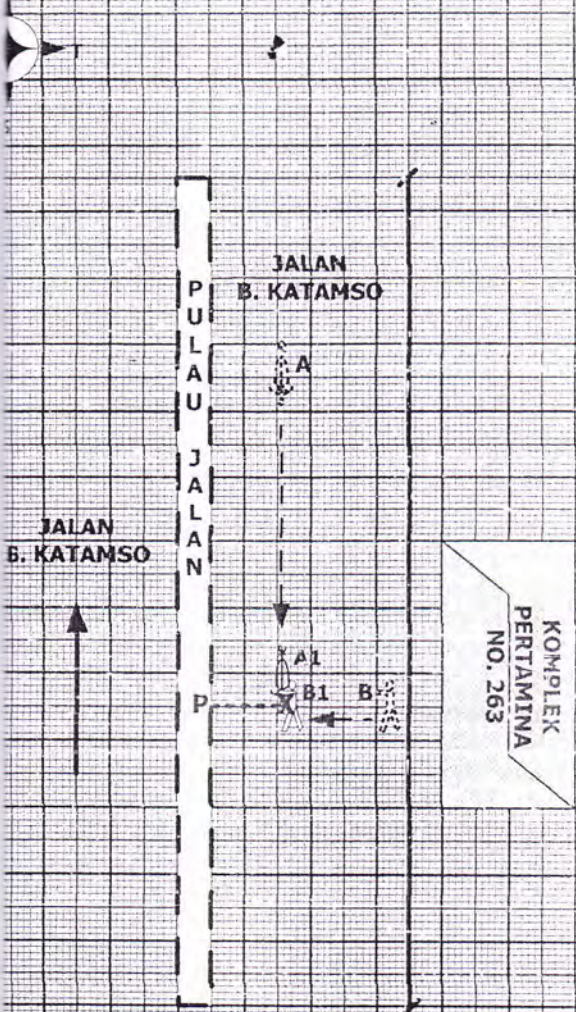 T
JALAN
B. KATAMSO
PULAU JALAN
A
JALAN
B. KATAMSO
A1
B1
B
P
X
KOMPLEK
PERTAMINA
NO. 263